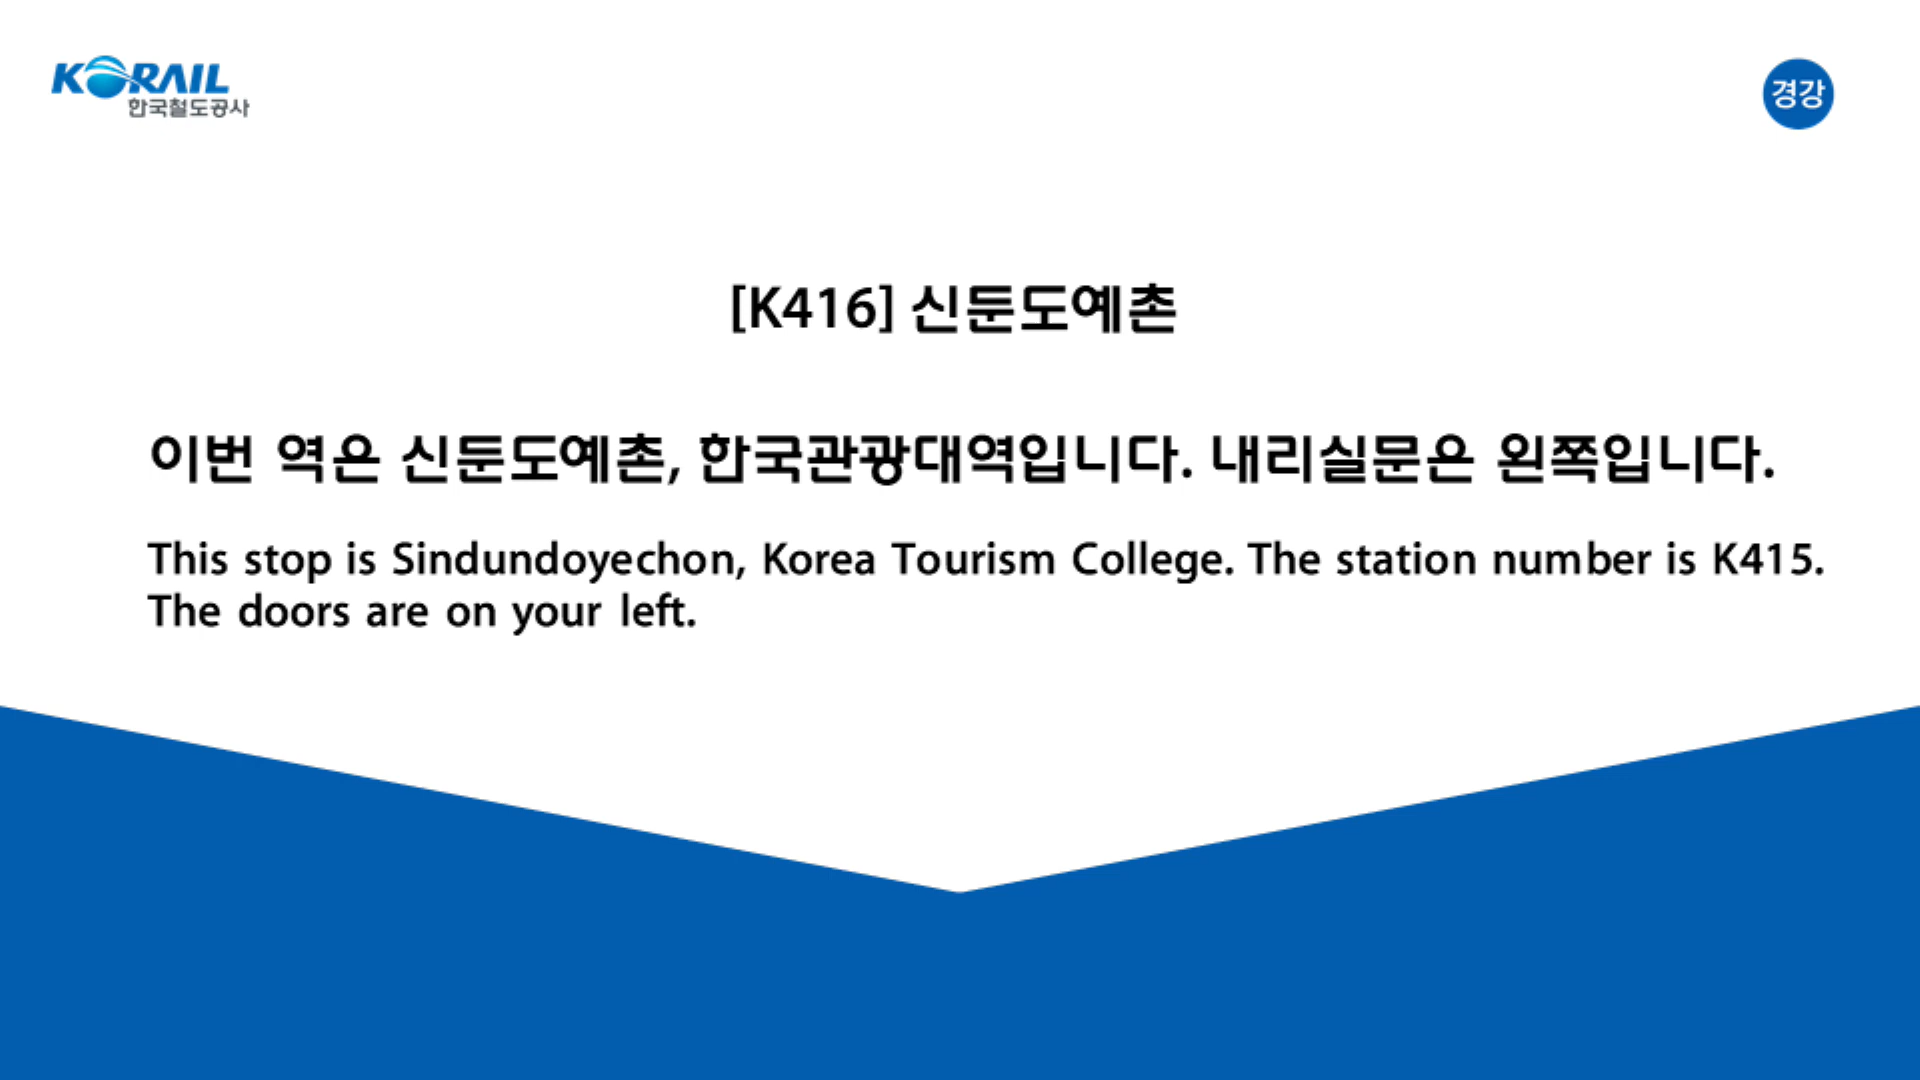 KORAIL
한국철도공사
경강
[K416] 신둔도예촌
이번 역은 신둔도예촌, 한국관광대역입니다. 내리실문은 왼쪽입니다.
This stop is Sindundoyechon, Korea Tourism College. The station number is K415.
The doors are on your left.